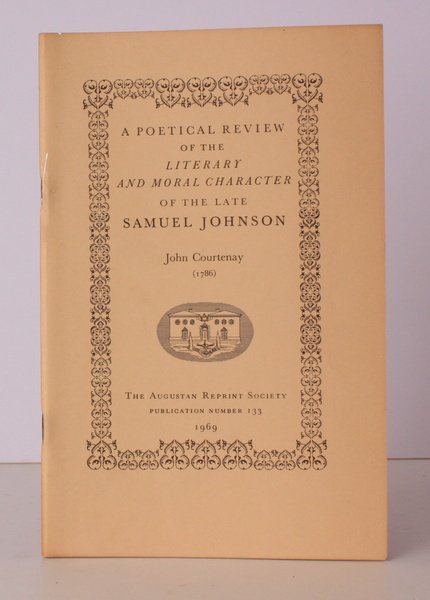 A POETICAL REVIEW
OF THE
LITERARY
AND MORAL CHARACTER
OF THE LATE
SAMUEL JOHNSON
John Courtenay
(1786)
THE AUGUSTAN REPRINT SOCIETY
PUBLICATION NUMBER 133
1969